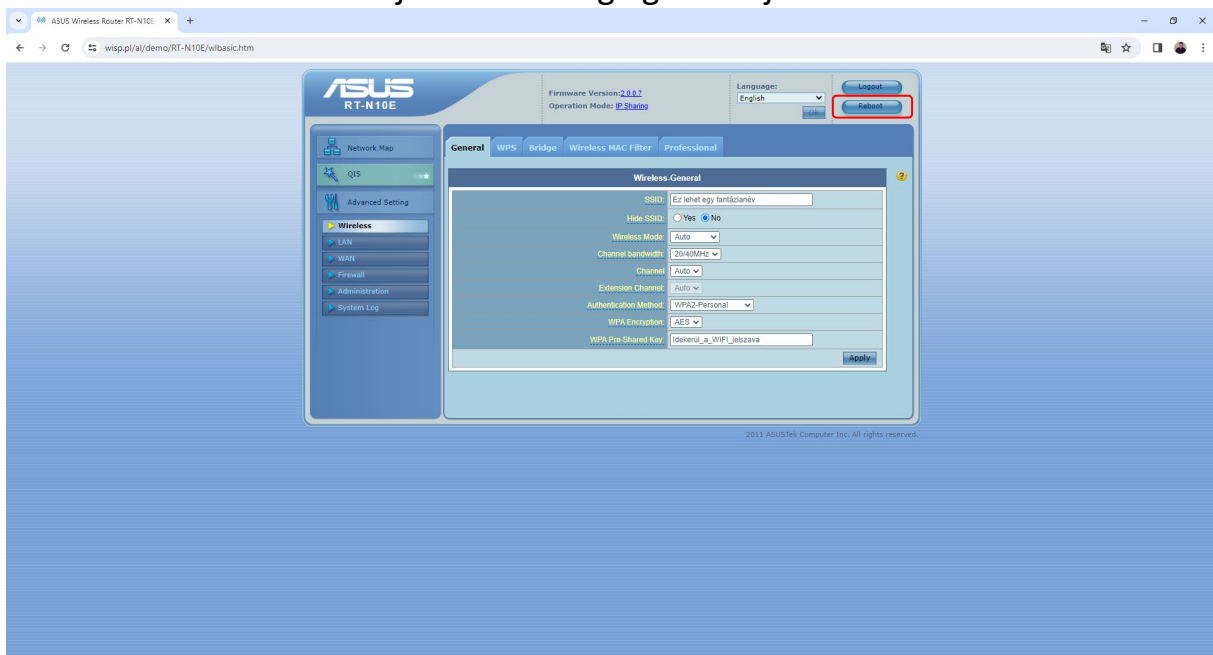 ASUS Wireless Router RT-N10E
wisp.pl/al/demo/RT-N10E/wlbasic.htm
ASUS
RT-N10E
Firmware Version:2.0.0.7
Operation Mode: IP Sharing
Language:
English
Logout
Reboot
Network Map
QIS
Advanced Setting
Wireless
LAN
WAN
Firewall
Administration
System Log
General WPS Bridge Wireless MAC Filter Professional
Wireless-General
SSID: Ez lehet egy fantázianév
Hide SSID: Yes No
Wireless Mode: Auto
Channel bandwidth: 20/40MHz
Channel Auto
Extension Channel: Auto
Authentication Method: WPA2-Personal
WPA Encryption: AES
WPA Pre-Shared Key: Idekerül_a_WIFI_jelszava
Apply
2011 ASUSTek Computer Inc. All rights reserved.